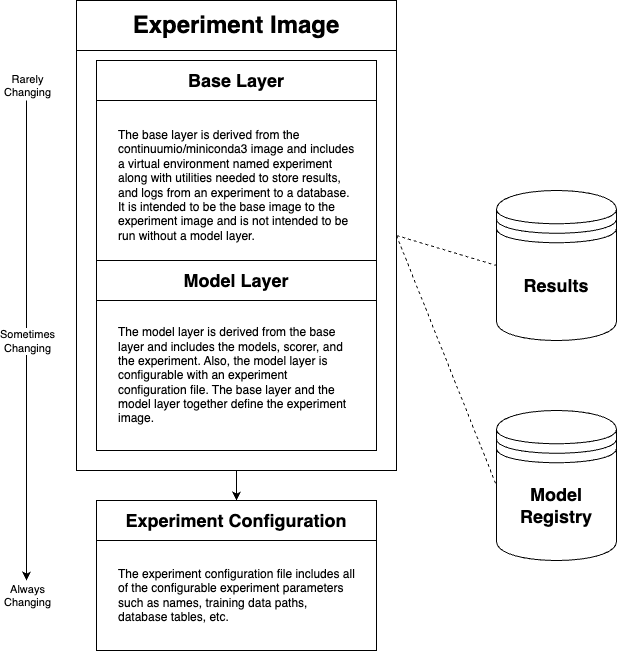 Experiment Image
Rarely
Changing
Base Layer
The base layer is derived from the
continuumio/miniconda3 image and includes
a virtual environment named experiment
along with utilities needed to store results,
and logs from an experiment to a database.
It is intended to be the base image to the
experiment image and is not intended to be
run without a model layer.
Model Layer
Sometimes
Changing
The model layer is derived from the base
layer and includes the models, scorer, and
the experiment. Also, the model layer is
configurable with an experiment
configuration file. The base layer and the
model layer together define the experiment
image.
Results
Model
Registry
Experiment Configuration
Always
Changing
The experiment configuration file includes all
of the configurable experiment parameters
such as names, training data paths,
database tables, etc.